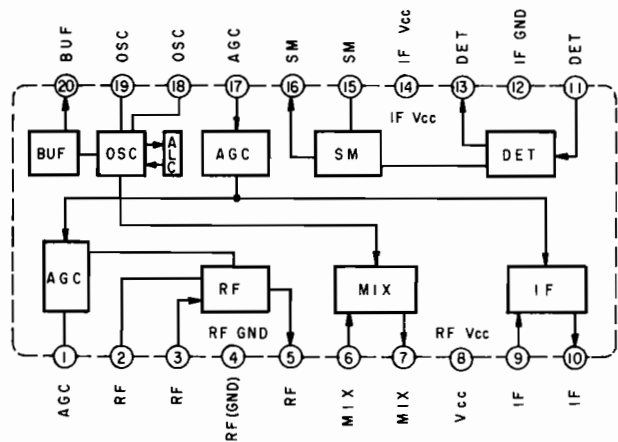 BUF OSC OSC AGC SM SM IF Vcc DET IF GND DET
20 19 18 17 16 15 14 13 12 11
IF Vcc
BUF OSC ALC AGC SM DET
AGC RF MIX IF
RF GND RF Vcc
1 2 3 4 5 6 7 8 9 10
AGC RF RF RF(GND) RF MIX MIX Vcc IF IF